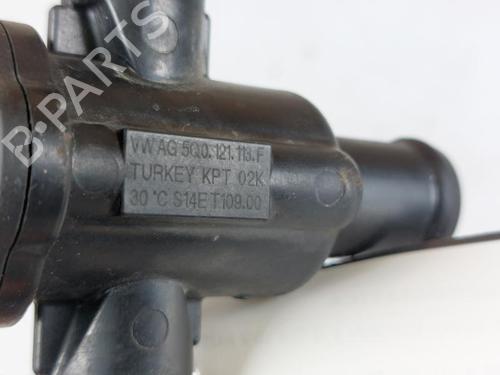 B-PARTS
VW AG 5Q0.121.113.F
TURKEY KPT 02K
30 °C S14E T109.00